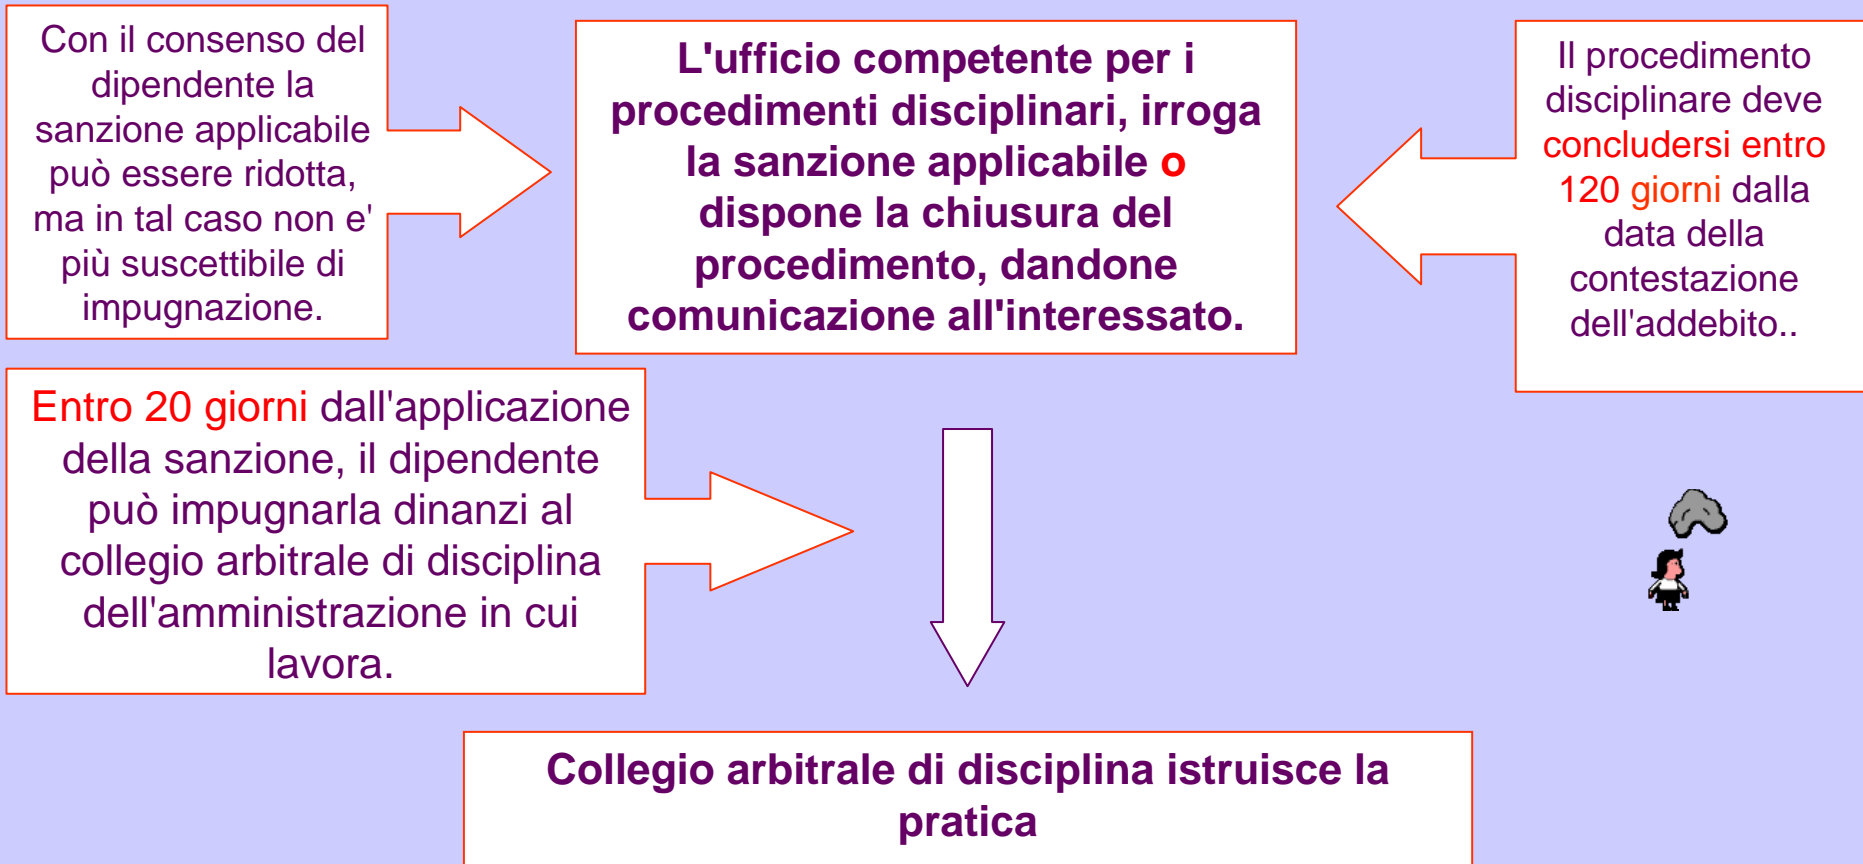 Con il consenso del
dipendente la
sanzione applicabile
può essere ridotta,
ma in tal caso non e'
più suscettibile di
impugnazione.
L'ufficio competente per i
procedimenti disciplinari, irroga
la sanzione applicabile o
dispone la chiusura del
procedimento, dandone
comunicazione all'interessato.
Il procedimento
disciplinare deve
concludersi entro
120 giorni dalla
data della
contestazione
dell'addebito..
Entro 20 giorni dall'applicazione
della sanzione, il dipendente
può impugnarla dinanzi al
collegio arbitrale di disciplina
dell'amministrazione in cui
lavora.
Collegio arbitrale di disciplina istruisce la
pratica